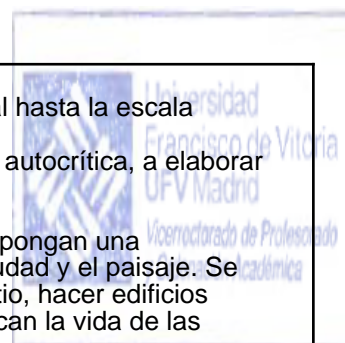 l hasta la escala
autocrítica, a elaborar
pongan una
udad y el paisaje. Se
tio, hacer edificios
can la vida de las
Universidad
Francisco de Vitoria
UFV Madrid
Vicerrectorado de Profesorado
Ordenación Académica